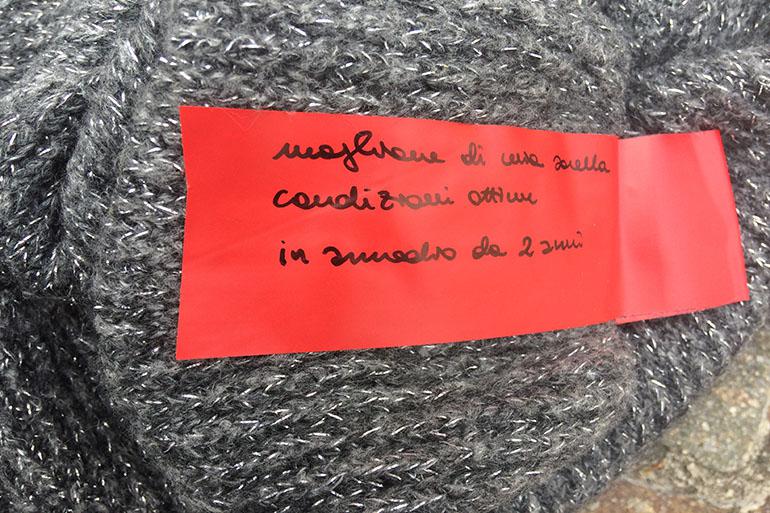 maglione di mia sorella
condizioni ottime
in armadio da 2 anni